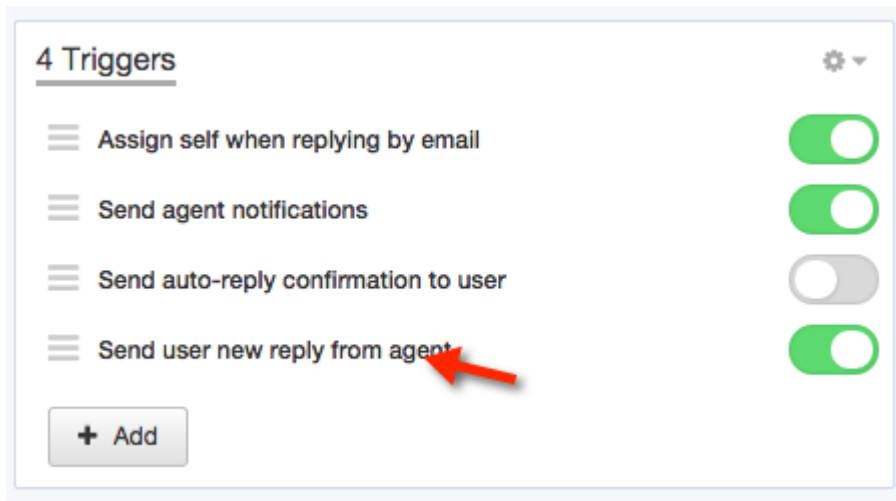 4 Triggers
Assign self when replying by email
Send agent notifications
Send auto-reply confirmation to user
Send user new reply from agent
+ Add